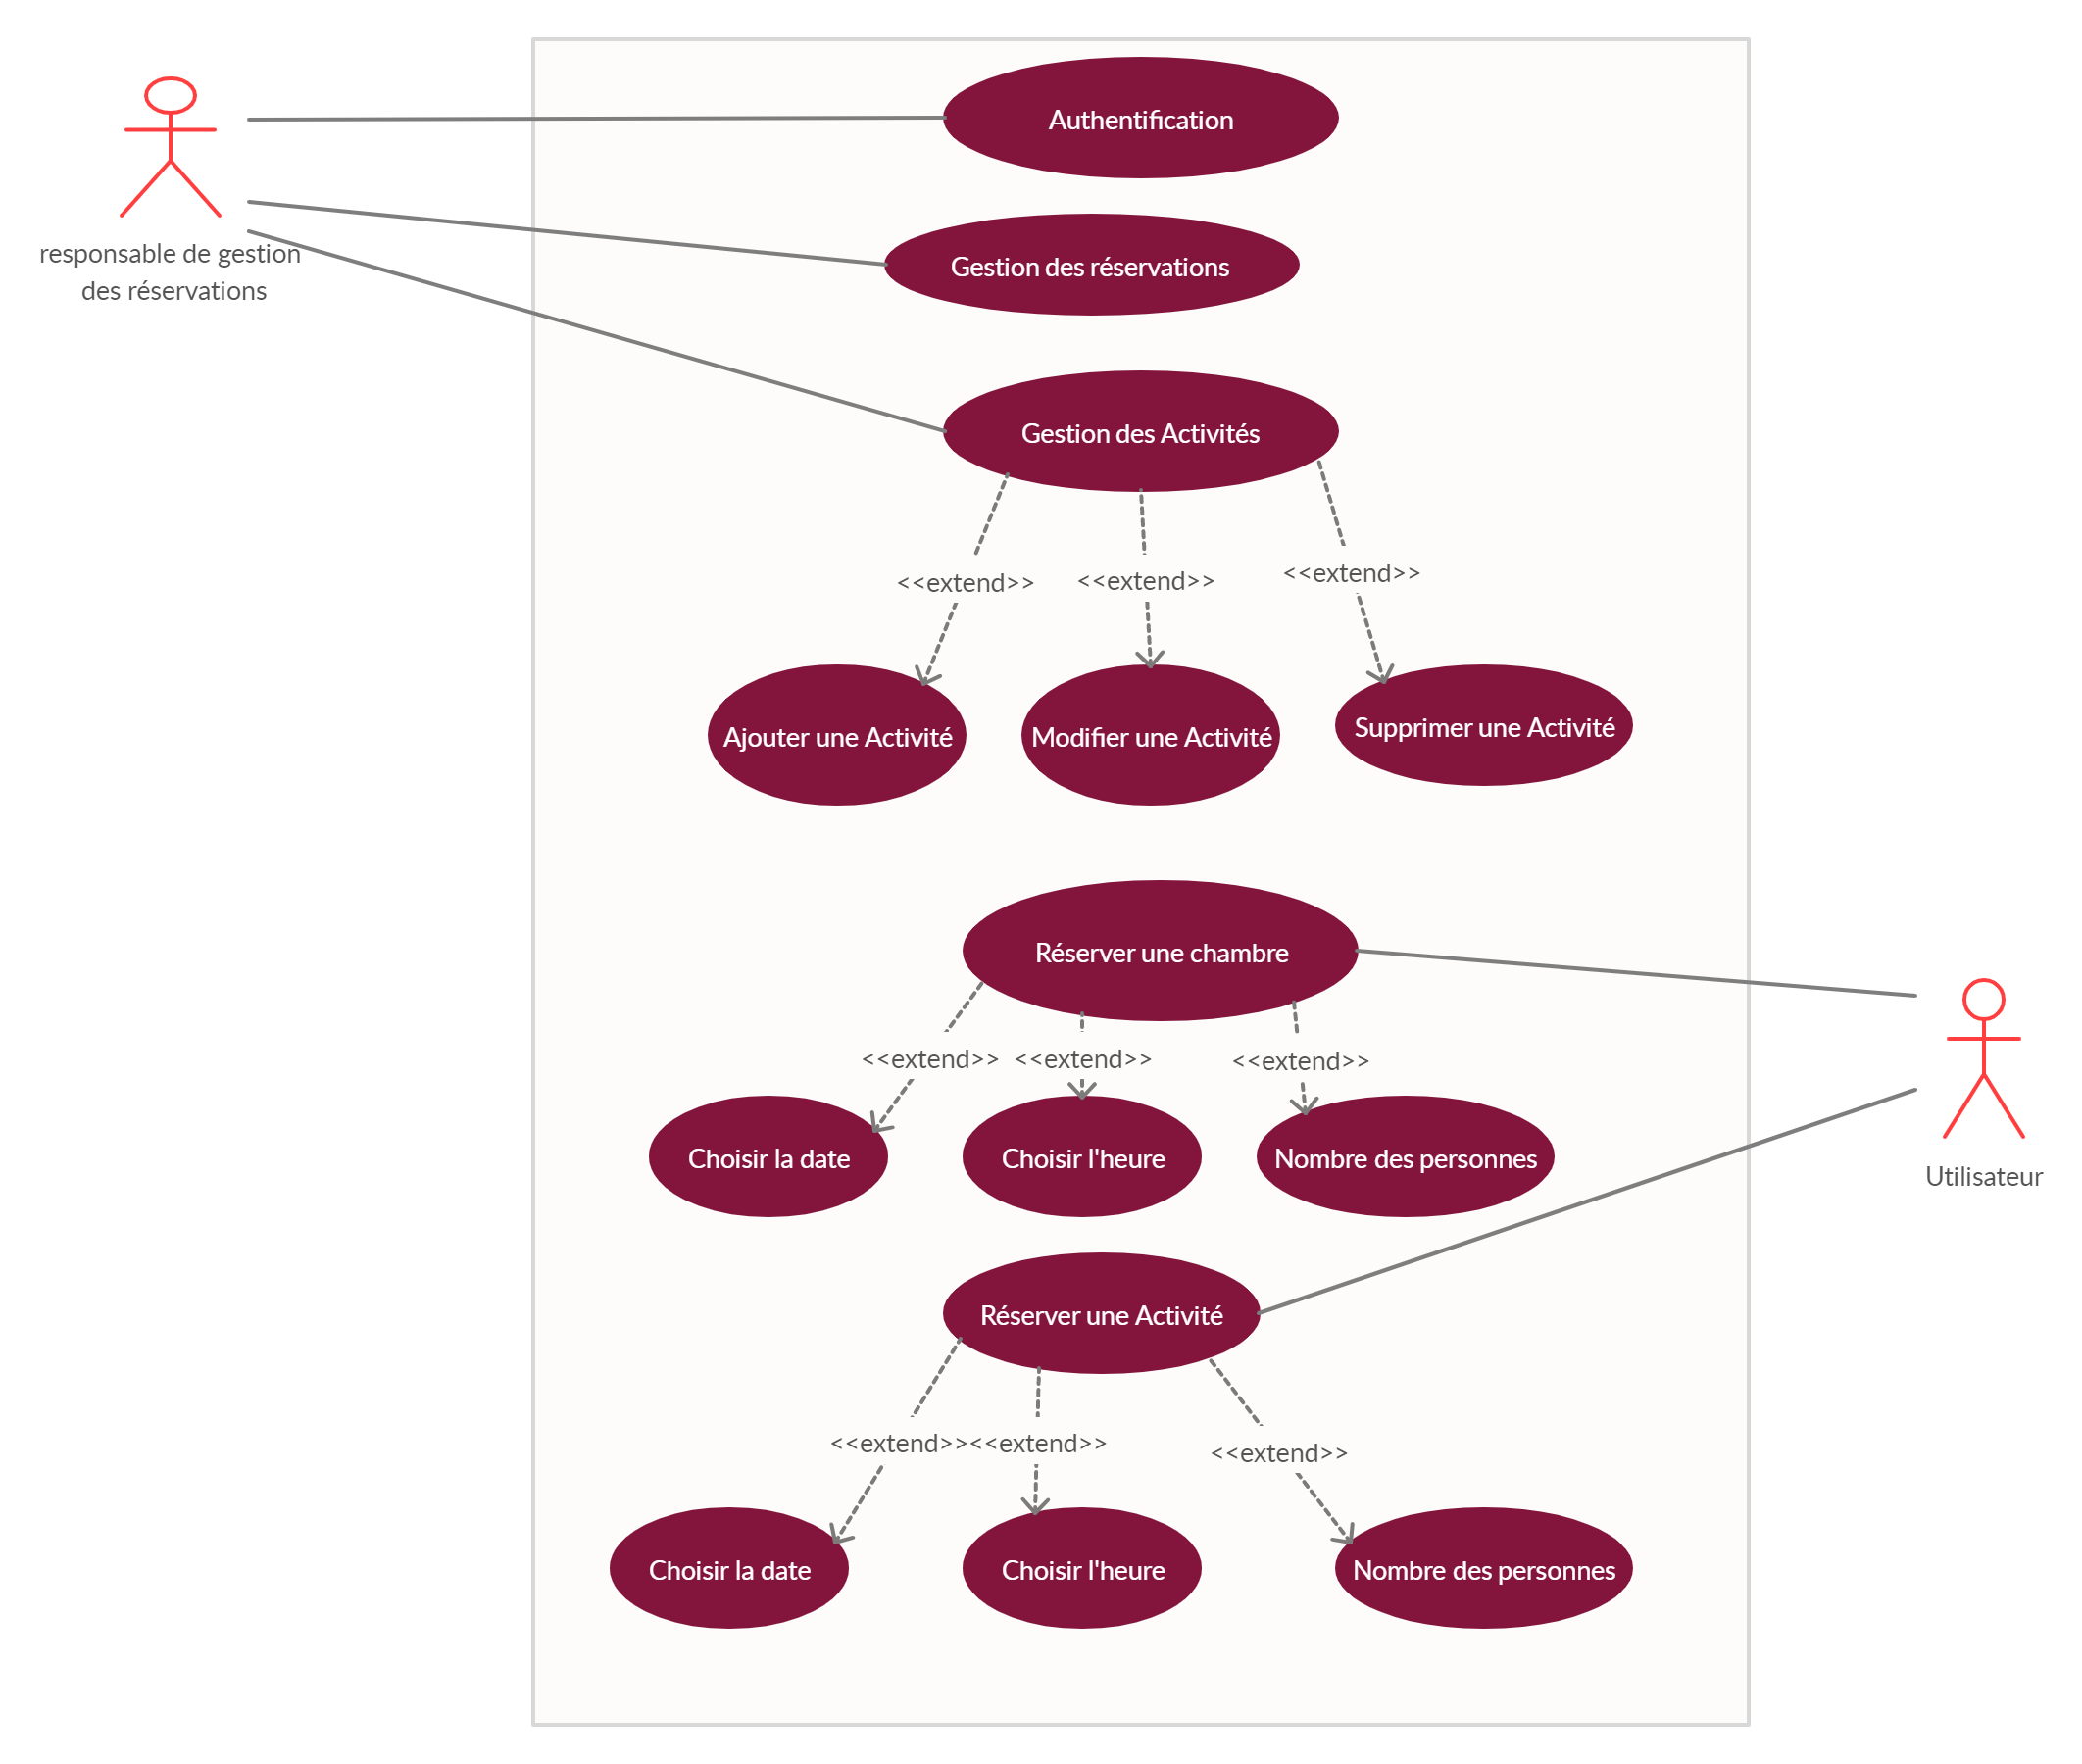 Authentification
responsable de gestion
des réservations
Gestion des réservations
Gestion des Activités
<<extend>>
<<extend>>
<<extend>>
Ajouter une Activité
Modifier une Activité
Supprimer une Activité
Réserver une chambre
<<extend>>
<<extend>>
<<extend>>
Choisir la date
Choisir l'heure
Nombre des personnes
Utilisateur
Réserver une Activité
<<extend>>
<<extend>>
<<extend>>
Choisir la date
Choisir l'heure
Nombre des personnes